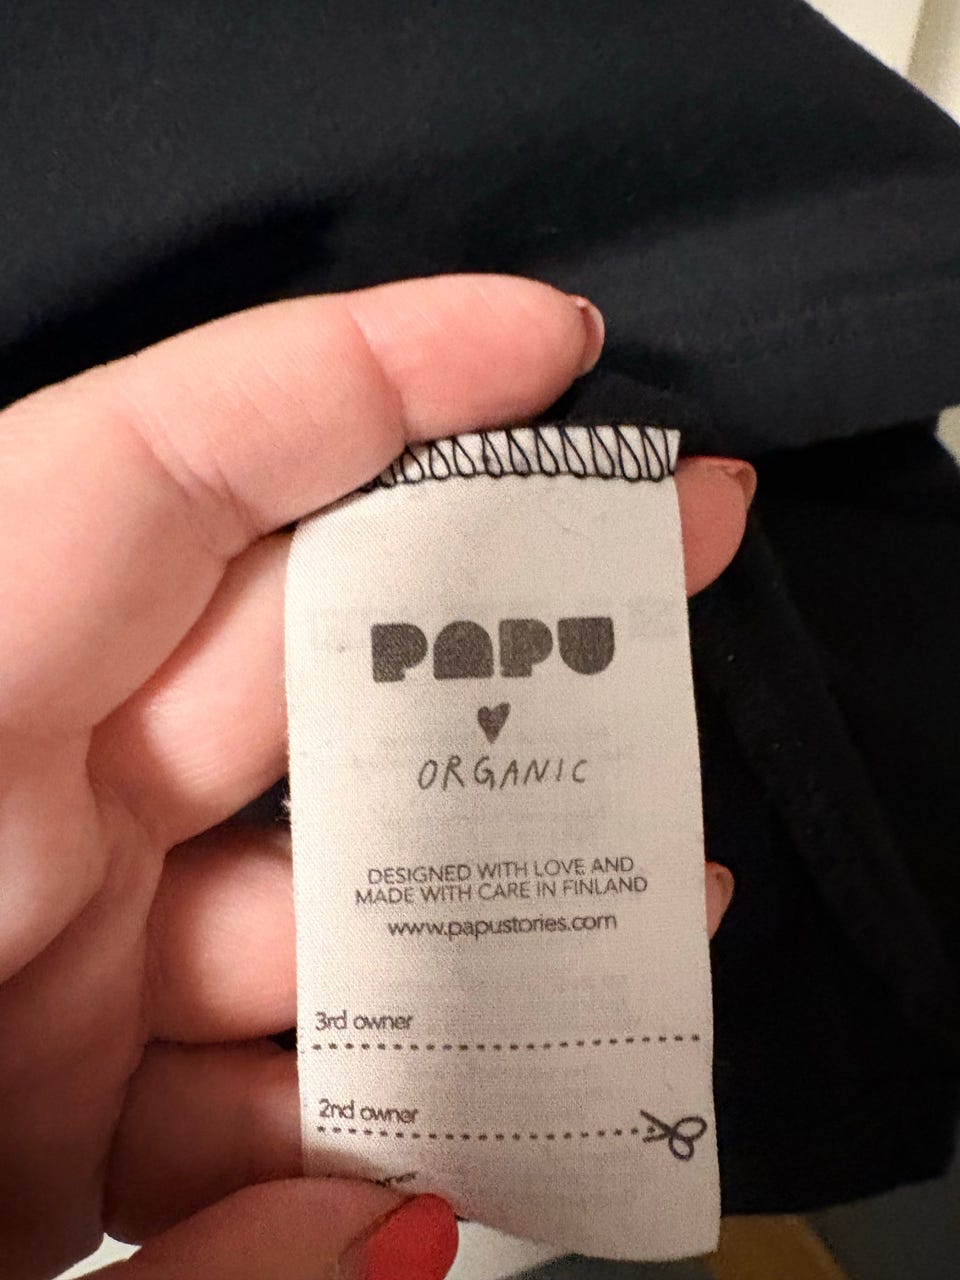 PAPU
ORGANIC
DESIGNED WITH LOVE AND
MADE WITH CARE IN FINLAND
www.papustories.com
3rd owner
2nd owner